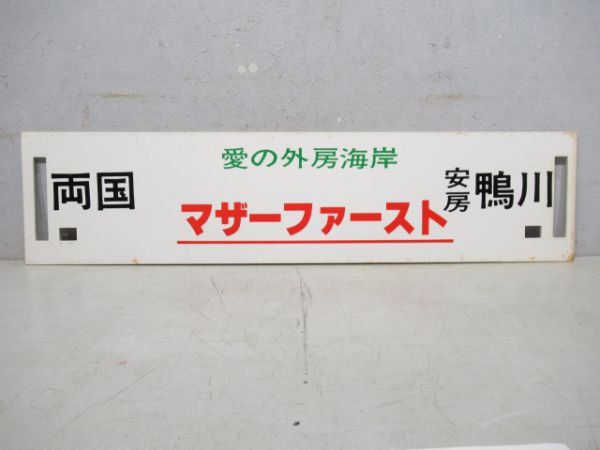 愛の外房海岸
両国
マザーファースト
安房鴨川